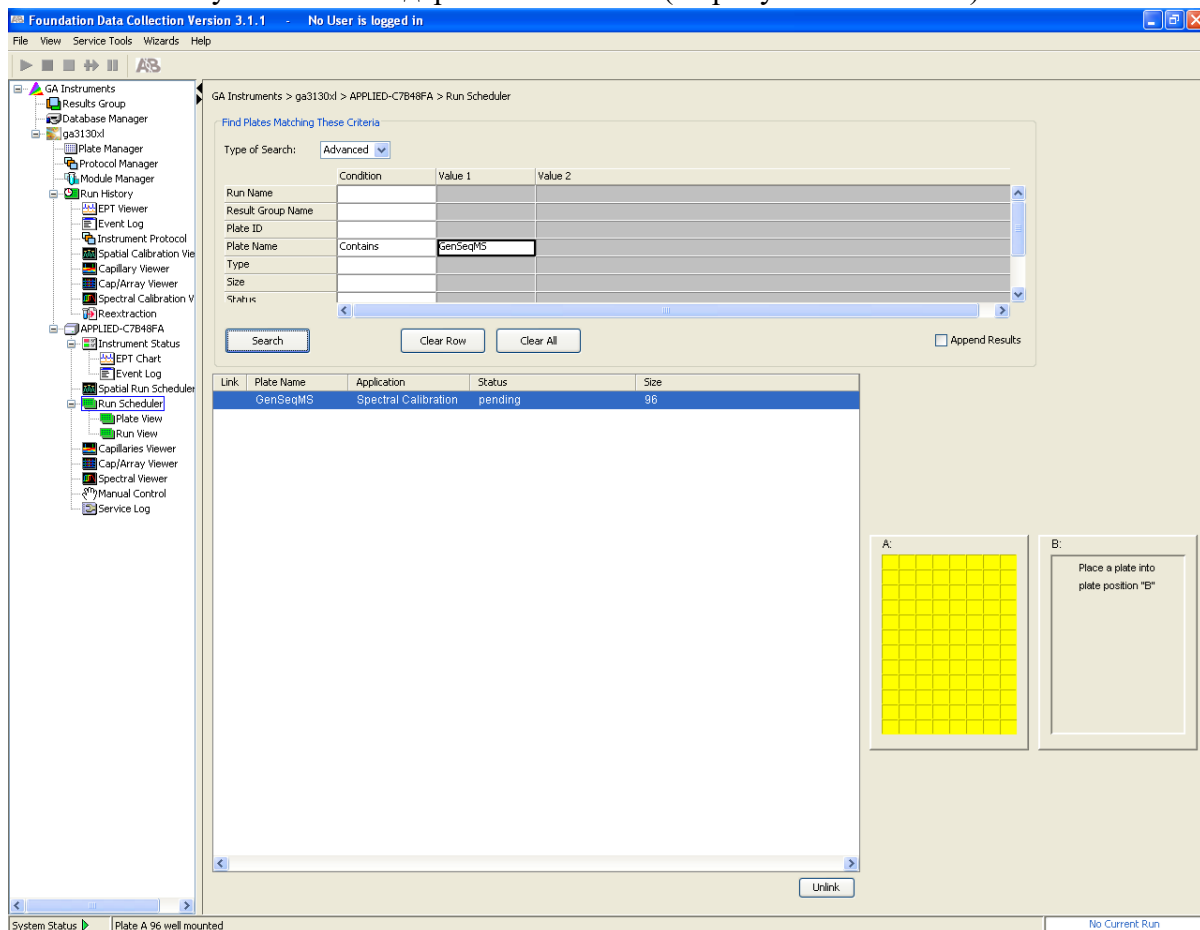 Foundation Data Collection Version 3.1.1 - No User is logged in
File View Service Tools Wizards Help
AB
GA Instruments
Results Group
Database Manager
ga3130xl
Plate Manager
Protocol Manager
Module Manager
Run History
EPT Viewer
Event Log
Instrument Protocol
Spatial Calibration Vie
Capillary Viewer
Cap/Array Viewer
Spectral Calibration V
Reextraction
APPLIED-C7B48FA
Instrument Status
EPT Chart
Event Log
Spatial Run Scheduler
Run Scheduler
Plate View
Run View
Capillaries Viewer
Cap/Array Viewer
Spectral Viewer
Manual Control
Service Log
GA Instruments > ga3130xl > APPLIED-C7B48FA > Run Scheduler
Find Plates Matching These Criteria
Type of Search: Advanced
Condition Value 1 Value 2
Run Name
Result Group Name
Plate ID
Plate Name Contains GenSeqMS
Type
Size
Status
Search Clear Row Clear All Append Results
Link Plate Name Application Status Size
GenSeqMS Spectral Calibration pending 96
A:
B:
Place a plate into
plate position "B"
Unlink
System Status Plate A 96 well mounted No Current Run